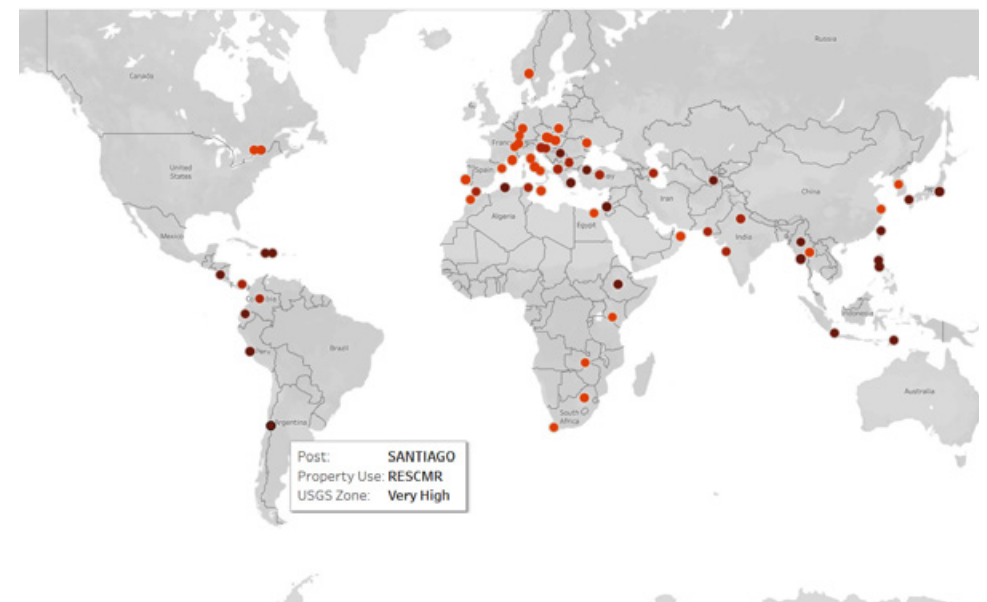 Russia
Canada
France
United
States
Spain
China
Iran
Algeria
Egypt
Mexico
India
Indonesia
Peru
Brazil
Australia
South
Africa
Argentina
Post: SANTIAGO
Property Use: RESCMR
USGS Zone: Very High